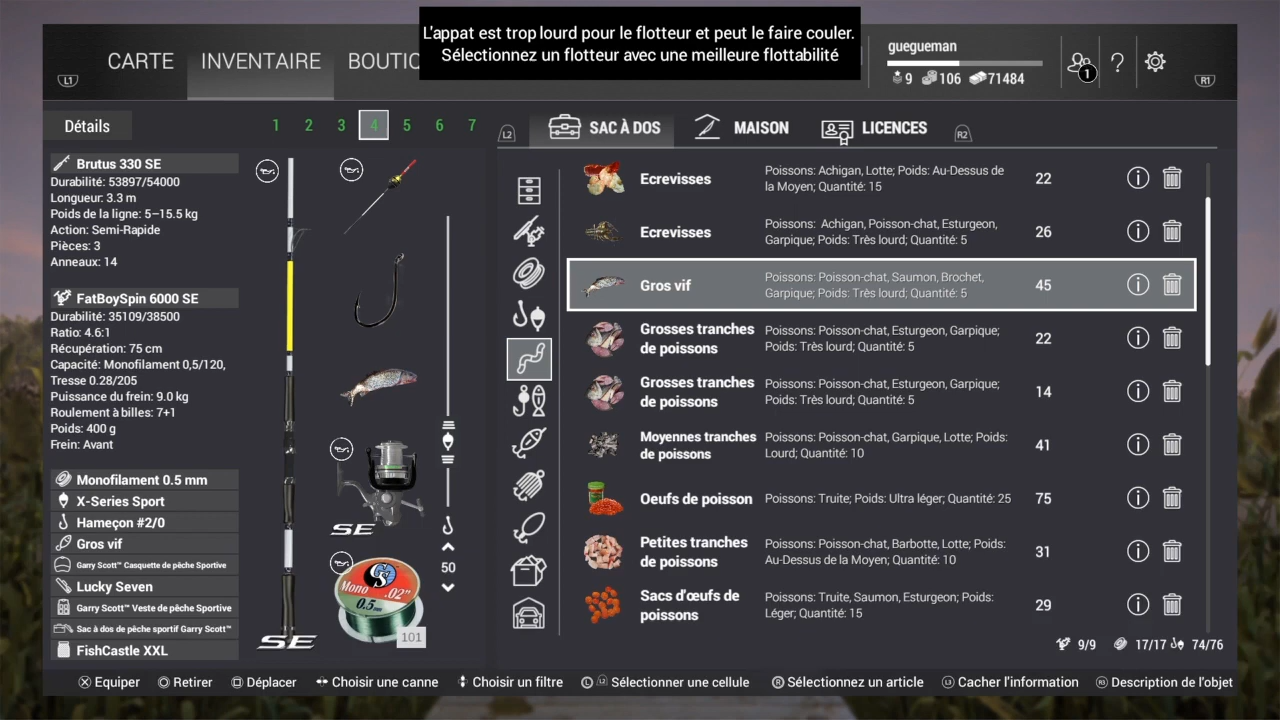 L'appat est trop lourd pour le flotteur et peut le faire couler.
Sélectionnez un flotteur avec une meilleure flottabilité
L1
CARTE
INVENTAIRE
BOUTIQ
guegueman
9
106
71484
1
?
R1
Détails
1 2 3 4 5 6 7
L2
SAC À DOS
MAISON
LICENCES
R2
Brutus 330 SE
Durabilité: 53897/54000
Longueur: 3.3 m
Poids de la ligne: 5–15.5 kg
Action: Semi-Rapide
Pièces: 3
Anneaux: 14
FatBoySpin 6000 SE
Durabilité: 35109/38500
Ratio: 4.6:1
Récupération: 75 cm
Capacité: Monofilament 0,5/120,
Tresse 0.28/205
Puissance du frein: 9.0 kg
Roulement à billes: 7+1
Poids: 400 g
Frein: Avant
Monofilament 0.5 mm
X-Series Sport
Hameçon #2/0
Gros vif
Garry Scott™ Casquette de pêche Sportive
Lucky Seven
Garry Scott™ Veste de pêche Sportive
Sac à dos de pêche sportif Garry Scott™
FishCastle XXL
SE
SE
Mono .02"
0.5mm
101
50
Ecrevisses
Poissons: Achigan, Lotte; Poids: Au-Dessus de
la Moyen; Quantité: 15
22
Ecrevisses
Poissons: Achigan, Poisson-chat, Esturgeon,
Garpique; Poids: Très lourd; Quantité: 5
26
Gros vif
Poissons: Poisson-chat, Saumon, Brochet,
Garpique; Poids: Très lourd; Quantité: 5
45
Grosses tranches
de poissons
Poissons: Poisson-chat, Esturgeon, Garpique;
Poids: Très lourd; Quantité: 5
22
Grosses tranches
de poissons
Poissons: Poisson-chat, Esturgeon, Garpique;
Poids: Très lourd; Quantité: 5
14
Moyennes tranches
de poissons
Poissons: Poisson-chat, Garpique, Lotte; Poids:
Lourd; Quantité: 10
41
Oeufs de poisson
Poissons: Truite; Poids: Ultra léger; Quantité: 25
75
Petites tranches
de poissons
Poissons: Poisson-chat, Barbotte, Lotte; Poids:
Au-Dessus de la Moyen; Quantité: 10
31
Sacs d'œufs de
poissons
Poissons: Truite, Saumon, Esturgeon; Poids:
Léger; Quantité: 15
29
9/9
17/17
74/76
Equiper
Retirer
Déplacer
Choisir une canne
Choisir un filtre
L L2 Sélectionner une cellule
R Sélectionnez un article
L3 Cacher l'information
R3 Description de l'objet